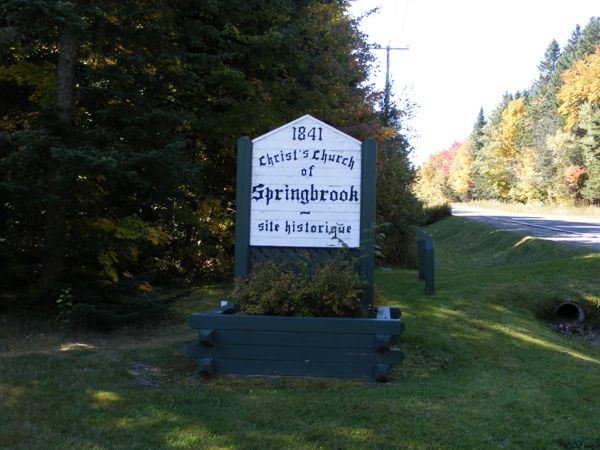 1841
Christ's Church
of
Springbrook
~
site historique